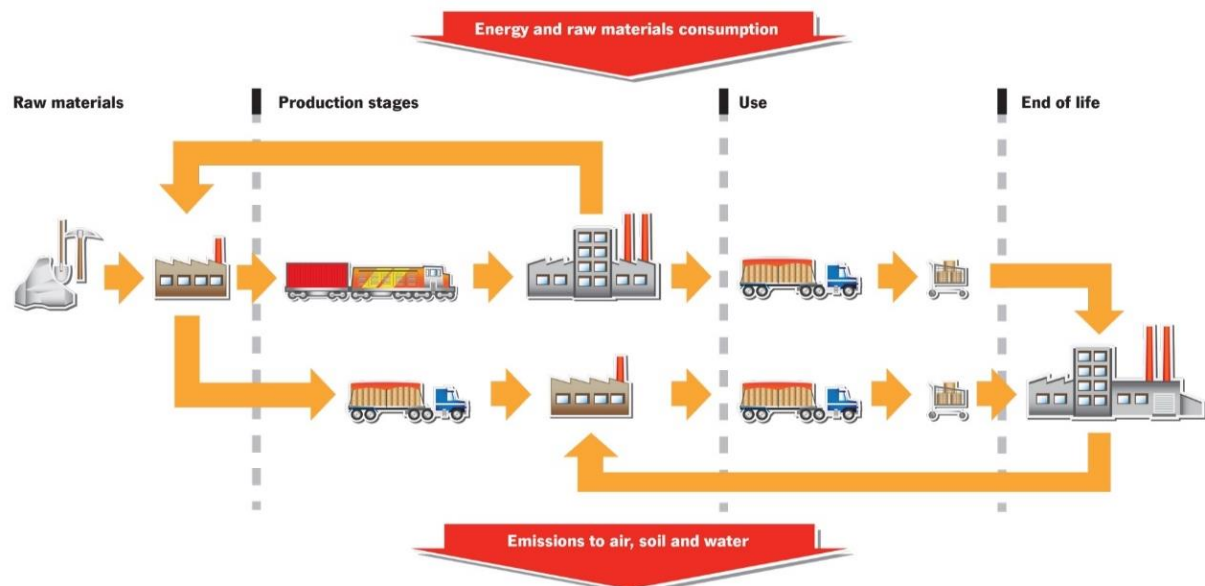 Energy and raw materials consumption
Raw materials
Production stages
Use
End of life
Emissions to air, soil and water